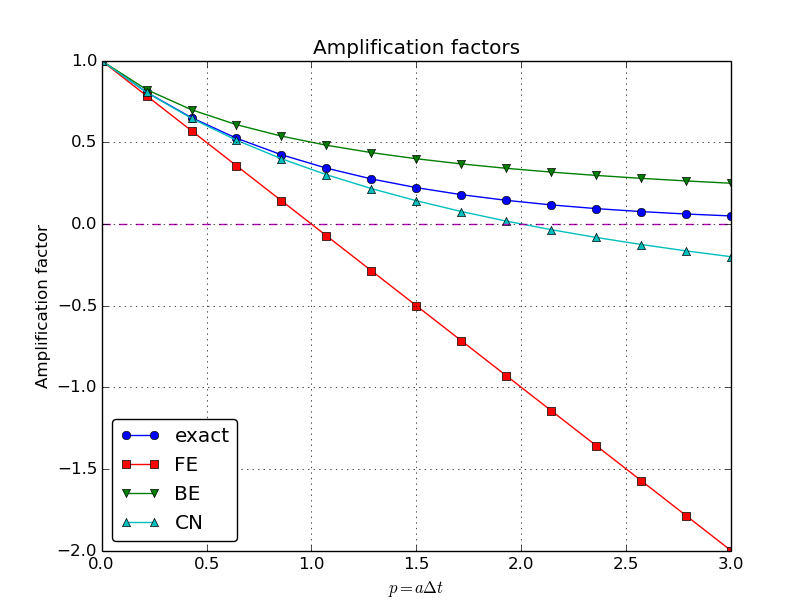 Amplification factors
1.0
0.5
0.0
−0.5
−1.0
−1.5
−2.0
Amplification factor
exact
FE
BE
CN
0.0 0.5 1.0 1.5 2.0 2.5 3.0
p = aΔt